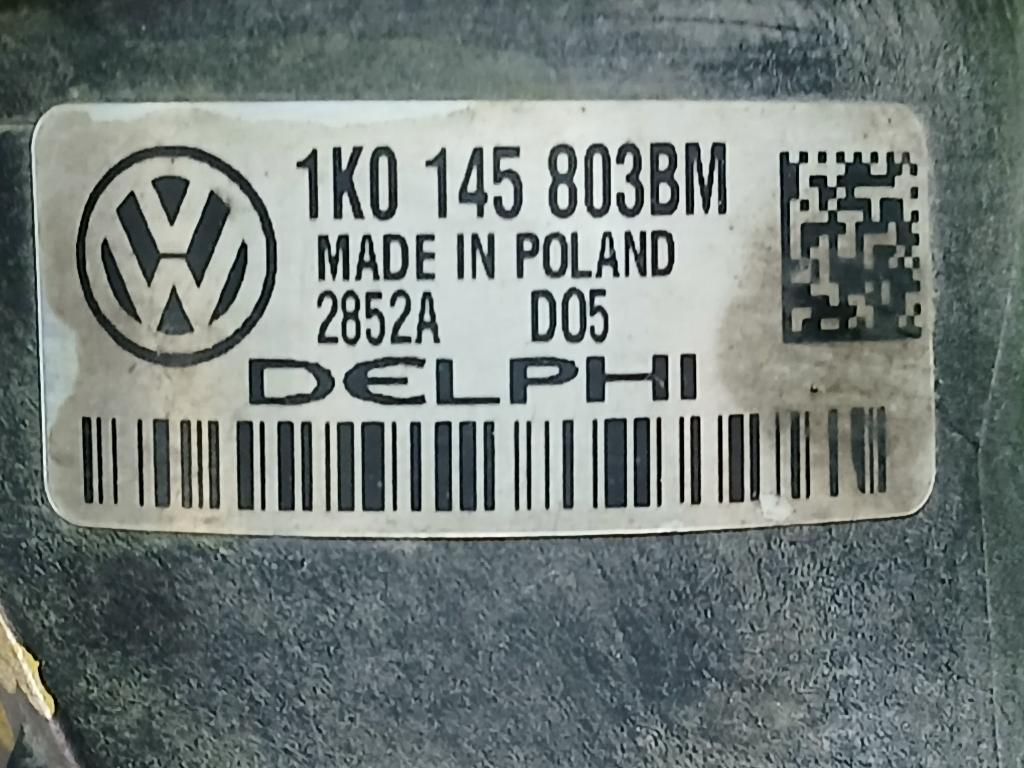 1K0 145 803BM
MADE IN POLAND
2852A D05
DELPHI